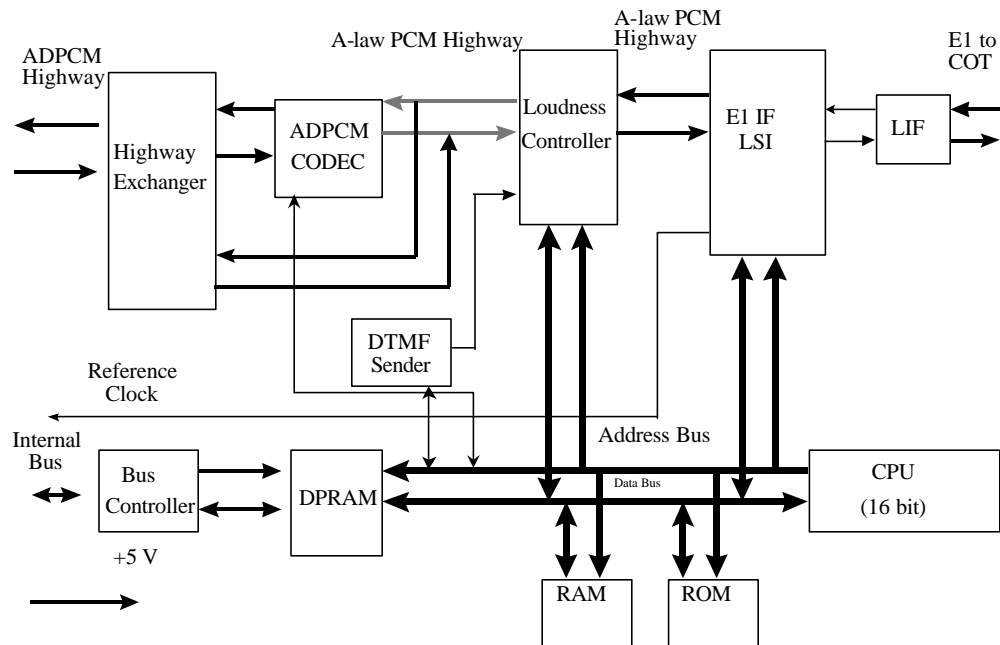 A-law PCM
Highway
A-law PCM Highway
E1 to
COT
ADPCM
Highway
Loudness
Controller
E1 IF
LSI
LIF
ADPCM
CODEC
Highway
Exchanger
DTMF
Sender
Reference
Clock
Address Bus
Internal
Bus
Bus
Controller
DPRAM
Data Bus
CPU
(16 bit)
+5 V
RAM
ROM